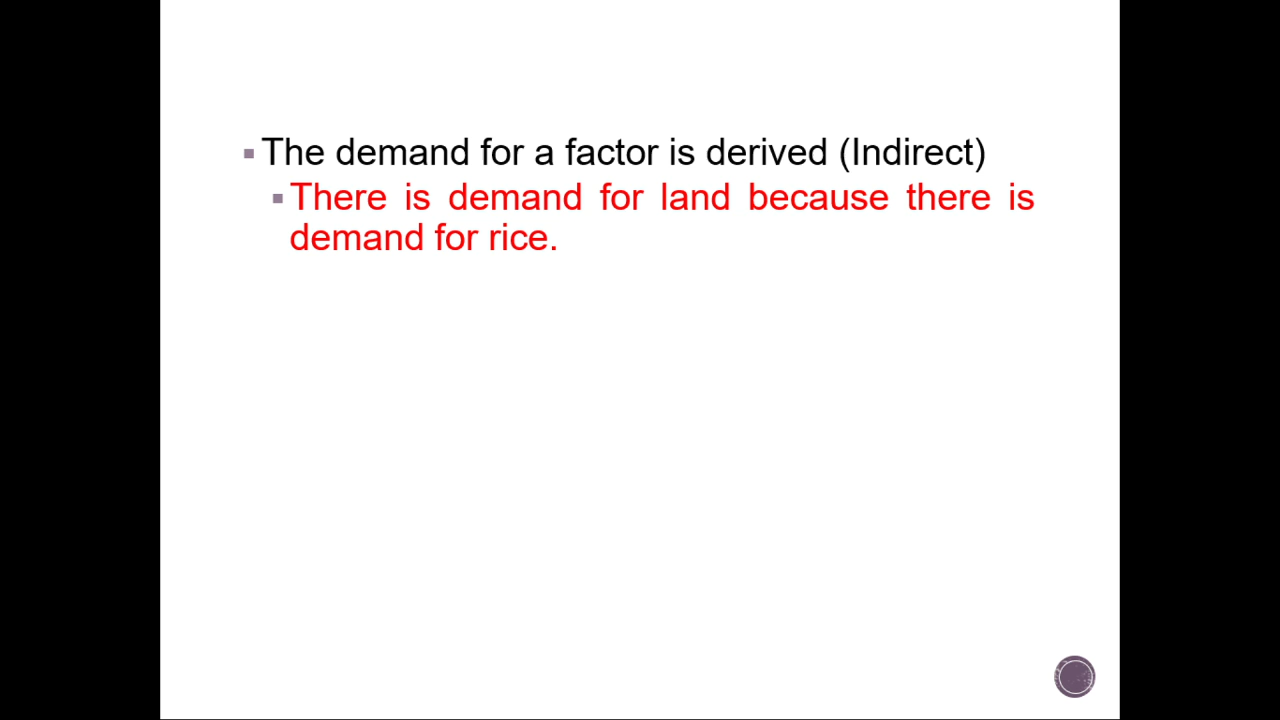 The demand for a factor is derived (Indirect)
There is demand for land because there is
demand for rice.